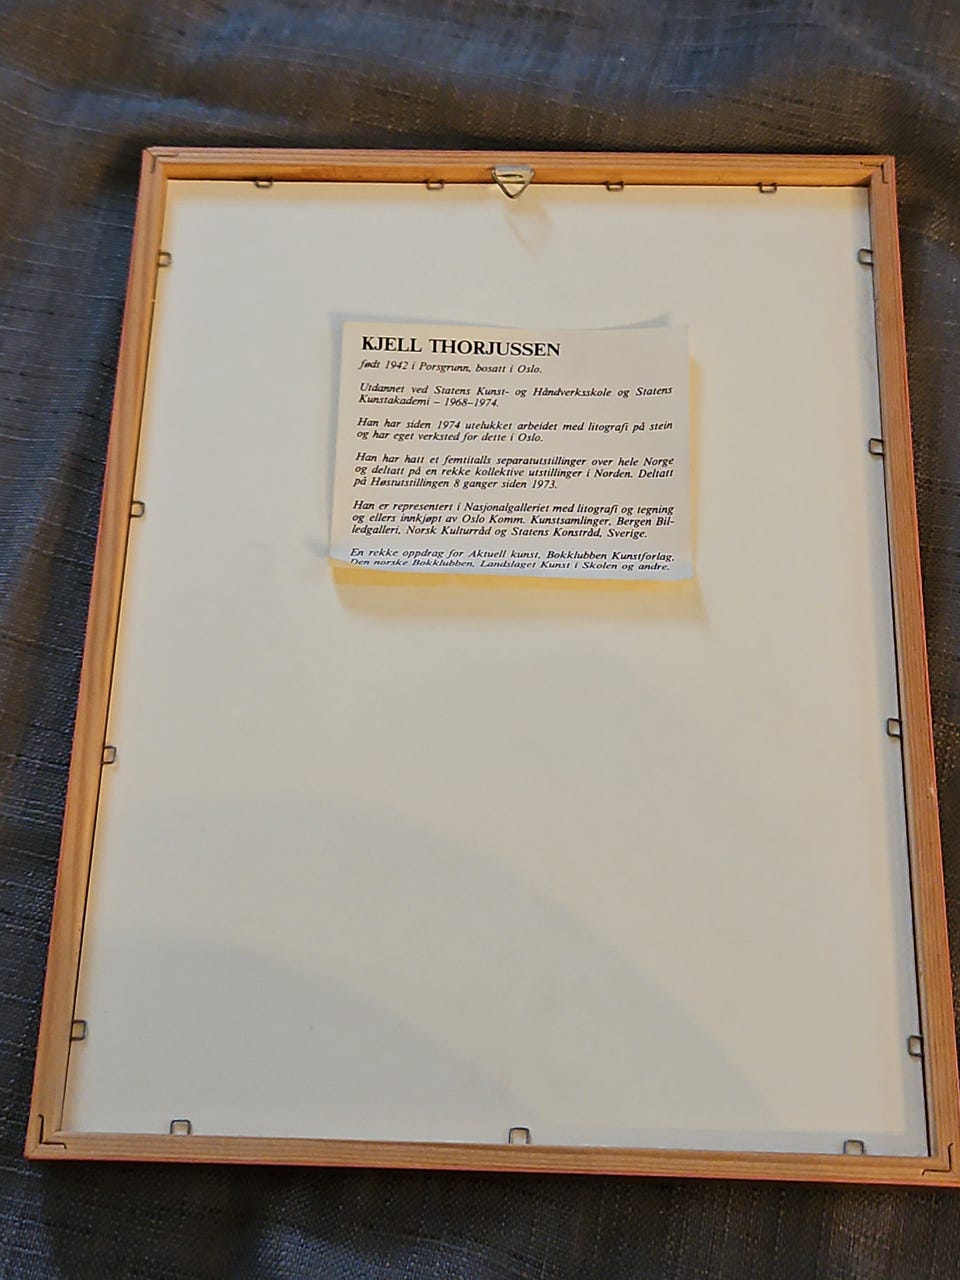 KJELL THORJUSSEN
født 1942 i Porsgrunn, bosatt i Oslo.
Utdannet ved Statens Kunst- og Håndverksskole og Statens
Kunstakademi – 1968–1974.
Han har siden 1974 utelukket arbeidet med litografi på stein
og har eget verksted for dette i Oslo.
Han har hatt et femtitalls separatutstillinger over hele Norge
og deltatt på en rekke kollektive utstillinger i Norden. Deltatt
på Høstutstillingen 8 ganger siden 1973.
Han er representert i Nasjonalgalleriet med litografi og tegning
og ellers innkjøpt av Oslo Komm. Kunstsamlinger, Bergen Bil-
ledgalleri, Norsk Kulturråd og Statens Konstråd, Sverige.
En rekke oppdrag for Aktuell kunst, Bokklubben Kunstforlag,
Den norske Bokklubben, Landslaget Kunst i Skolen og andre.